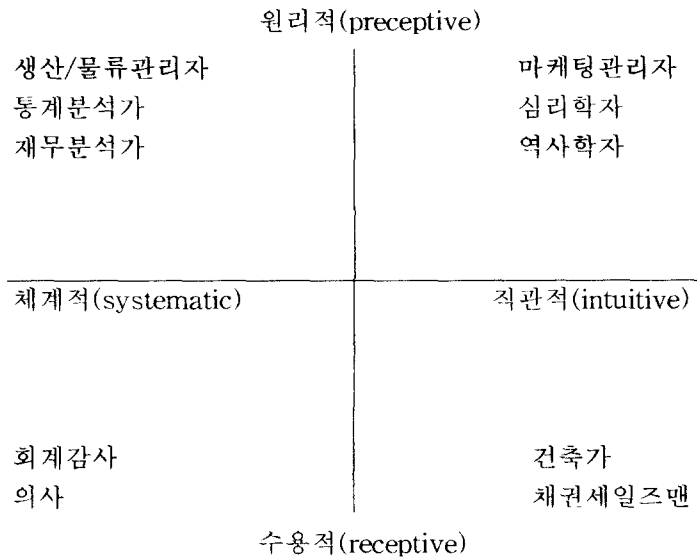 원리적(preceptive)
생산/물류관리자 마케팅관리자
통계분석가 심리학자
재무분석가 역사학자
체계적(systematic) 직관적(intuitive)
회계감사 건축가
의사 채권세일즈맨
수용적(receptive)